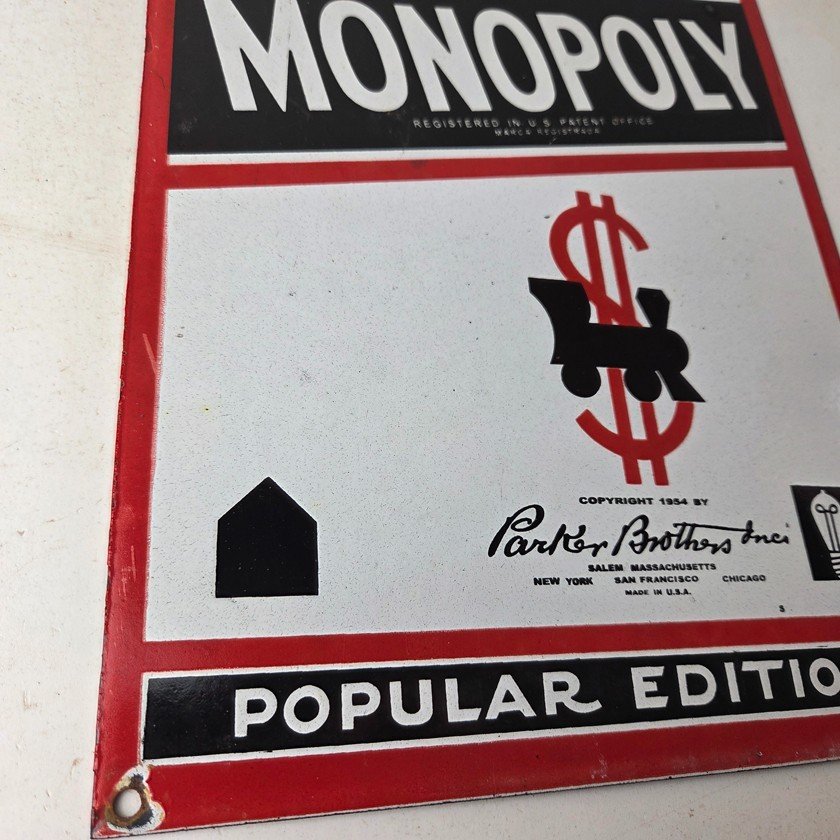 MONOPOLY
REGISTERED IN U.S. PATENT OFFICE
MARCA REGISTRADA
COPYRIGHT 1954 BY
Parker Brothers Inc
SALEM MASSACHUSETTS
NEW YORK SAN FRANCISCO CHICAGO
MADE IN U.S.A.
POPULAR EDITIO